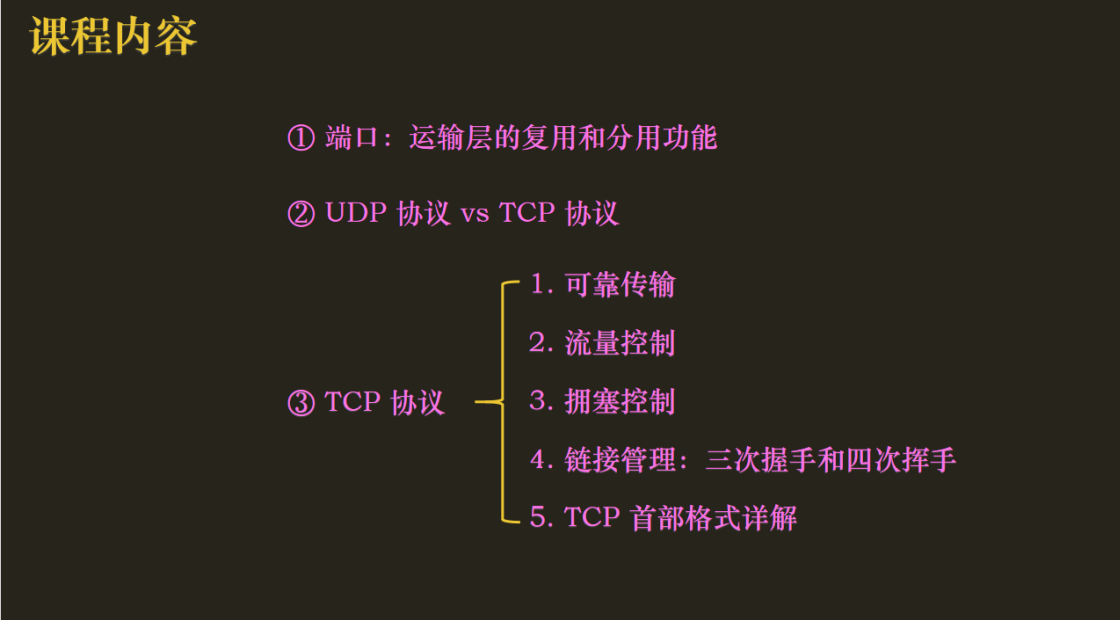 课程内容
① 端口：运输层的复用和分用功能
② UDP 协议 vs TCP 协议
1. 可靠传输
2. 流量控制
③ TCP 协议
3. 拥塞控制
4. 链接管理：三次握手和四次挥手
5. TCP 首部格式详解